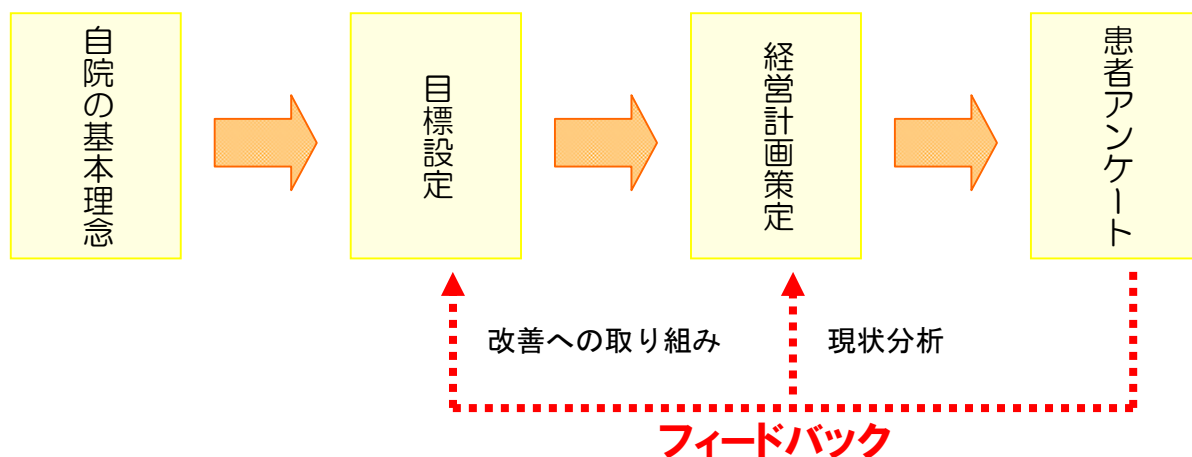 自院の基本理念
目標設定
経営計画策定
患者アンケート
改善への取り組み
現状分析
フィードバック